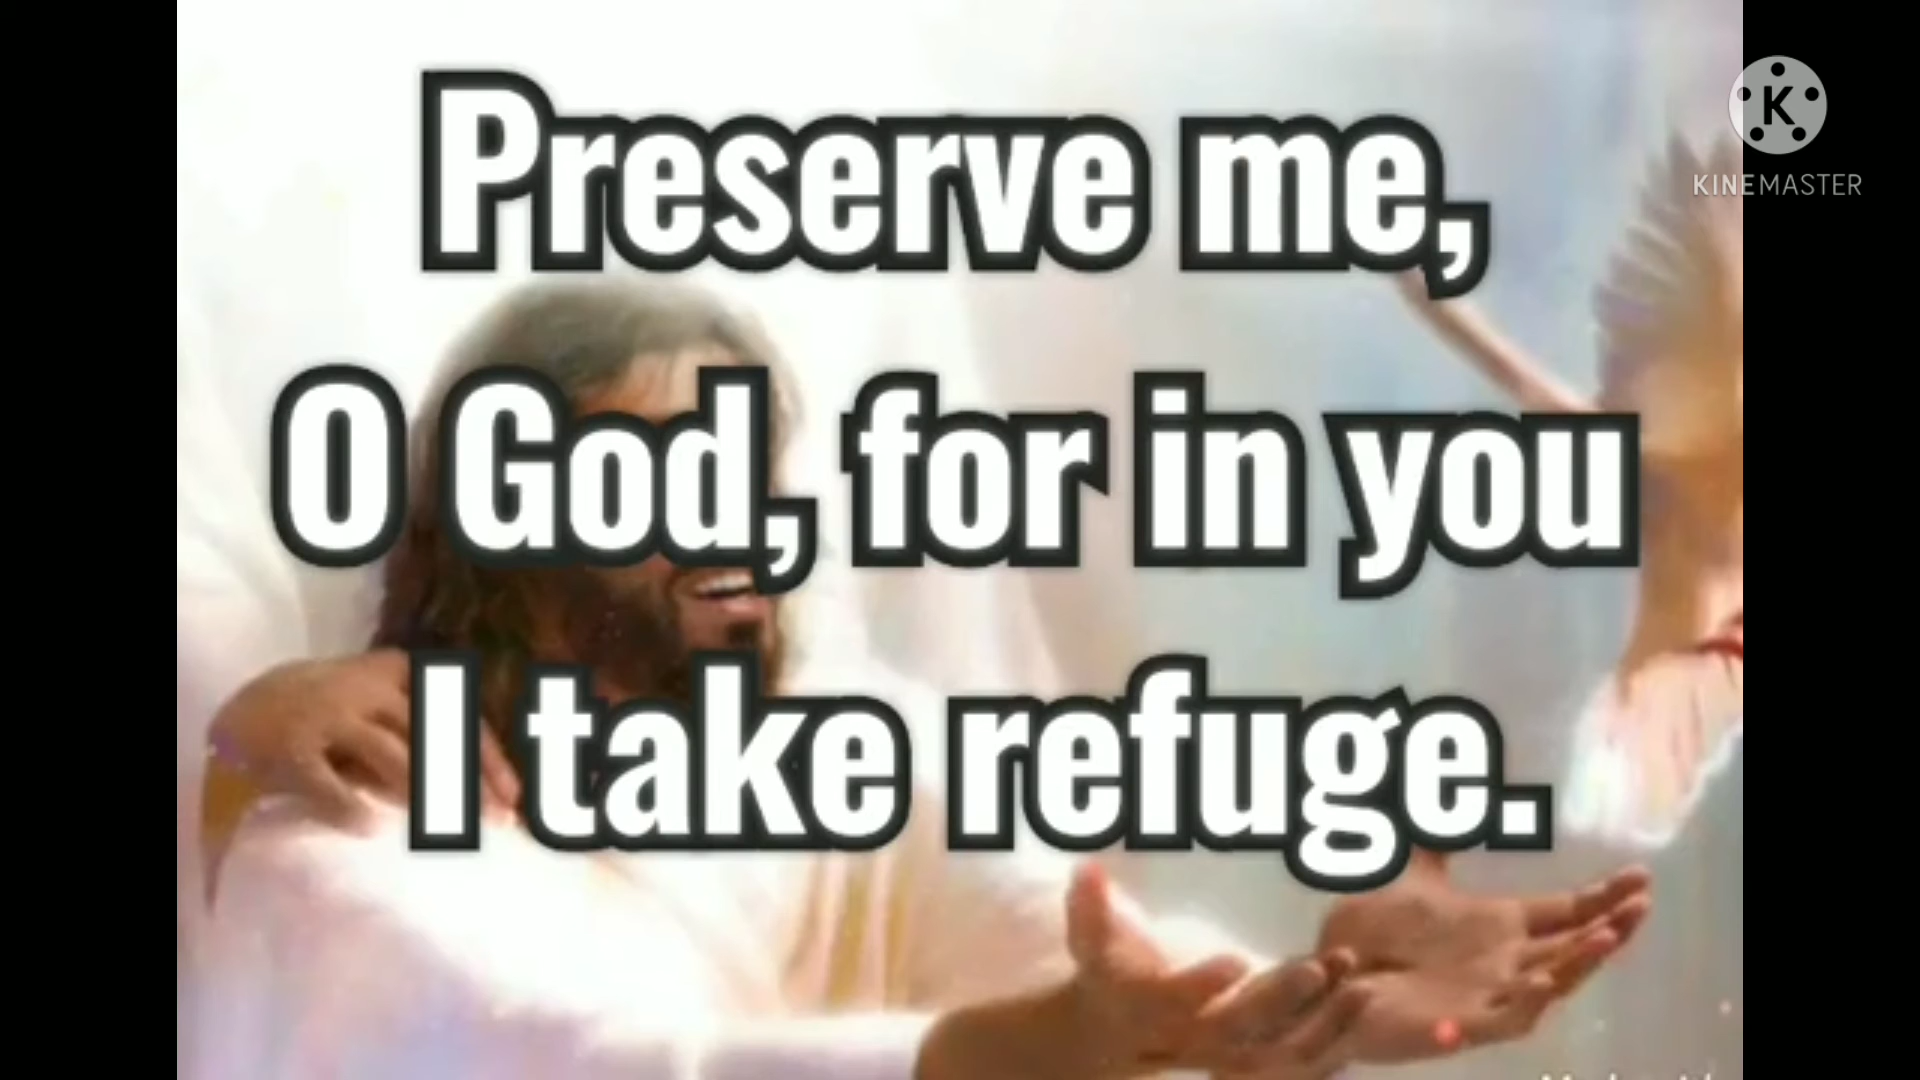 Preserve me,
K
KINEMASTER
O God, for in you
I take refuge.